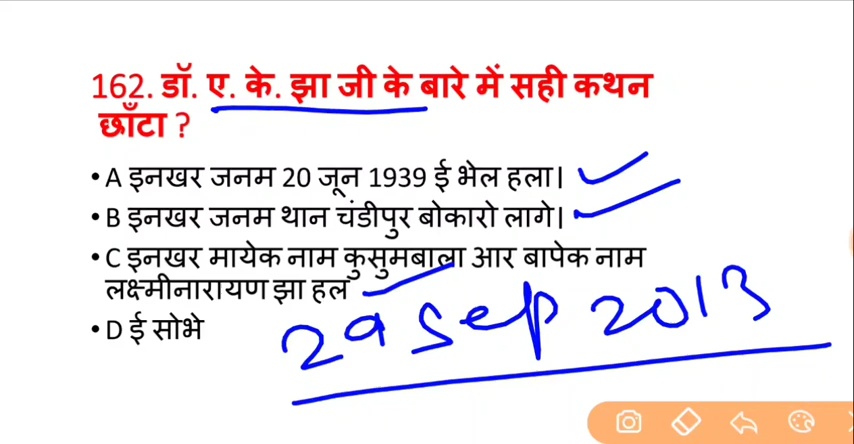 162. डॉ. ए. के. झा जी के बारे में सही कथन
छाँटा ?
• A इनखर जनम 20 जून 1939 ई भेल हला|
• B इनखर जनम थान चंडीपुर बोकारो लागे|
• C इनखर मायेक नाम कुसुमबाला आर बापेक नाम
लक्ष्मीनारायण झा हल
• D ई सोभे
29 Sep 2013